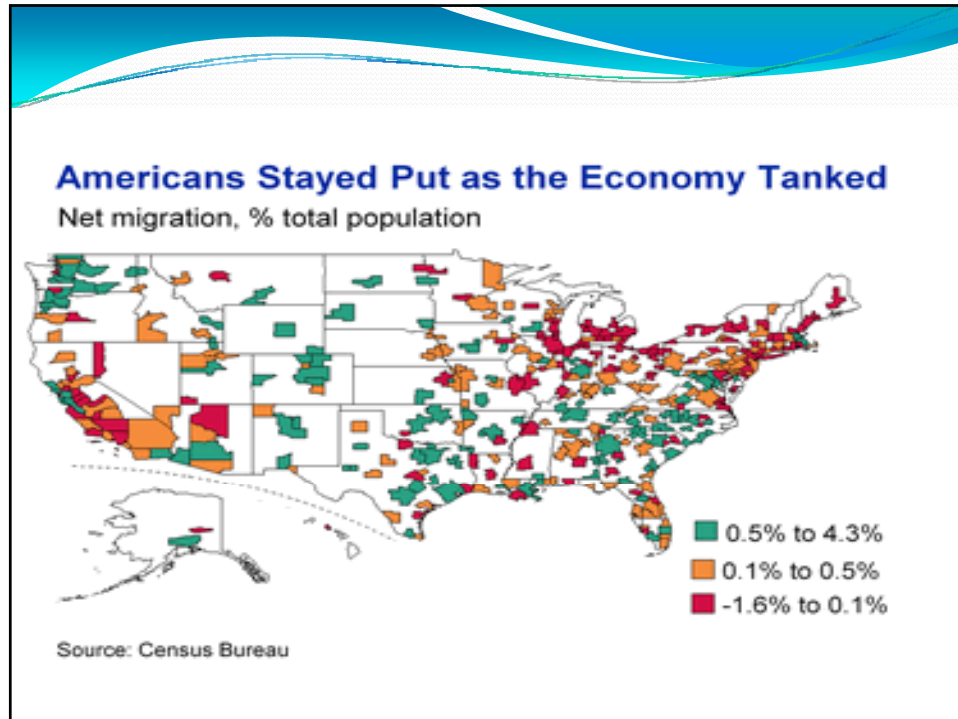 Americans Stayed Put as the Economy Tanked
Net migration, % total population
0.5% to 4.3%
0.1% to 0.5%
-1.6% to 0.1%
Source: Census Bureau